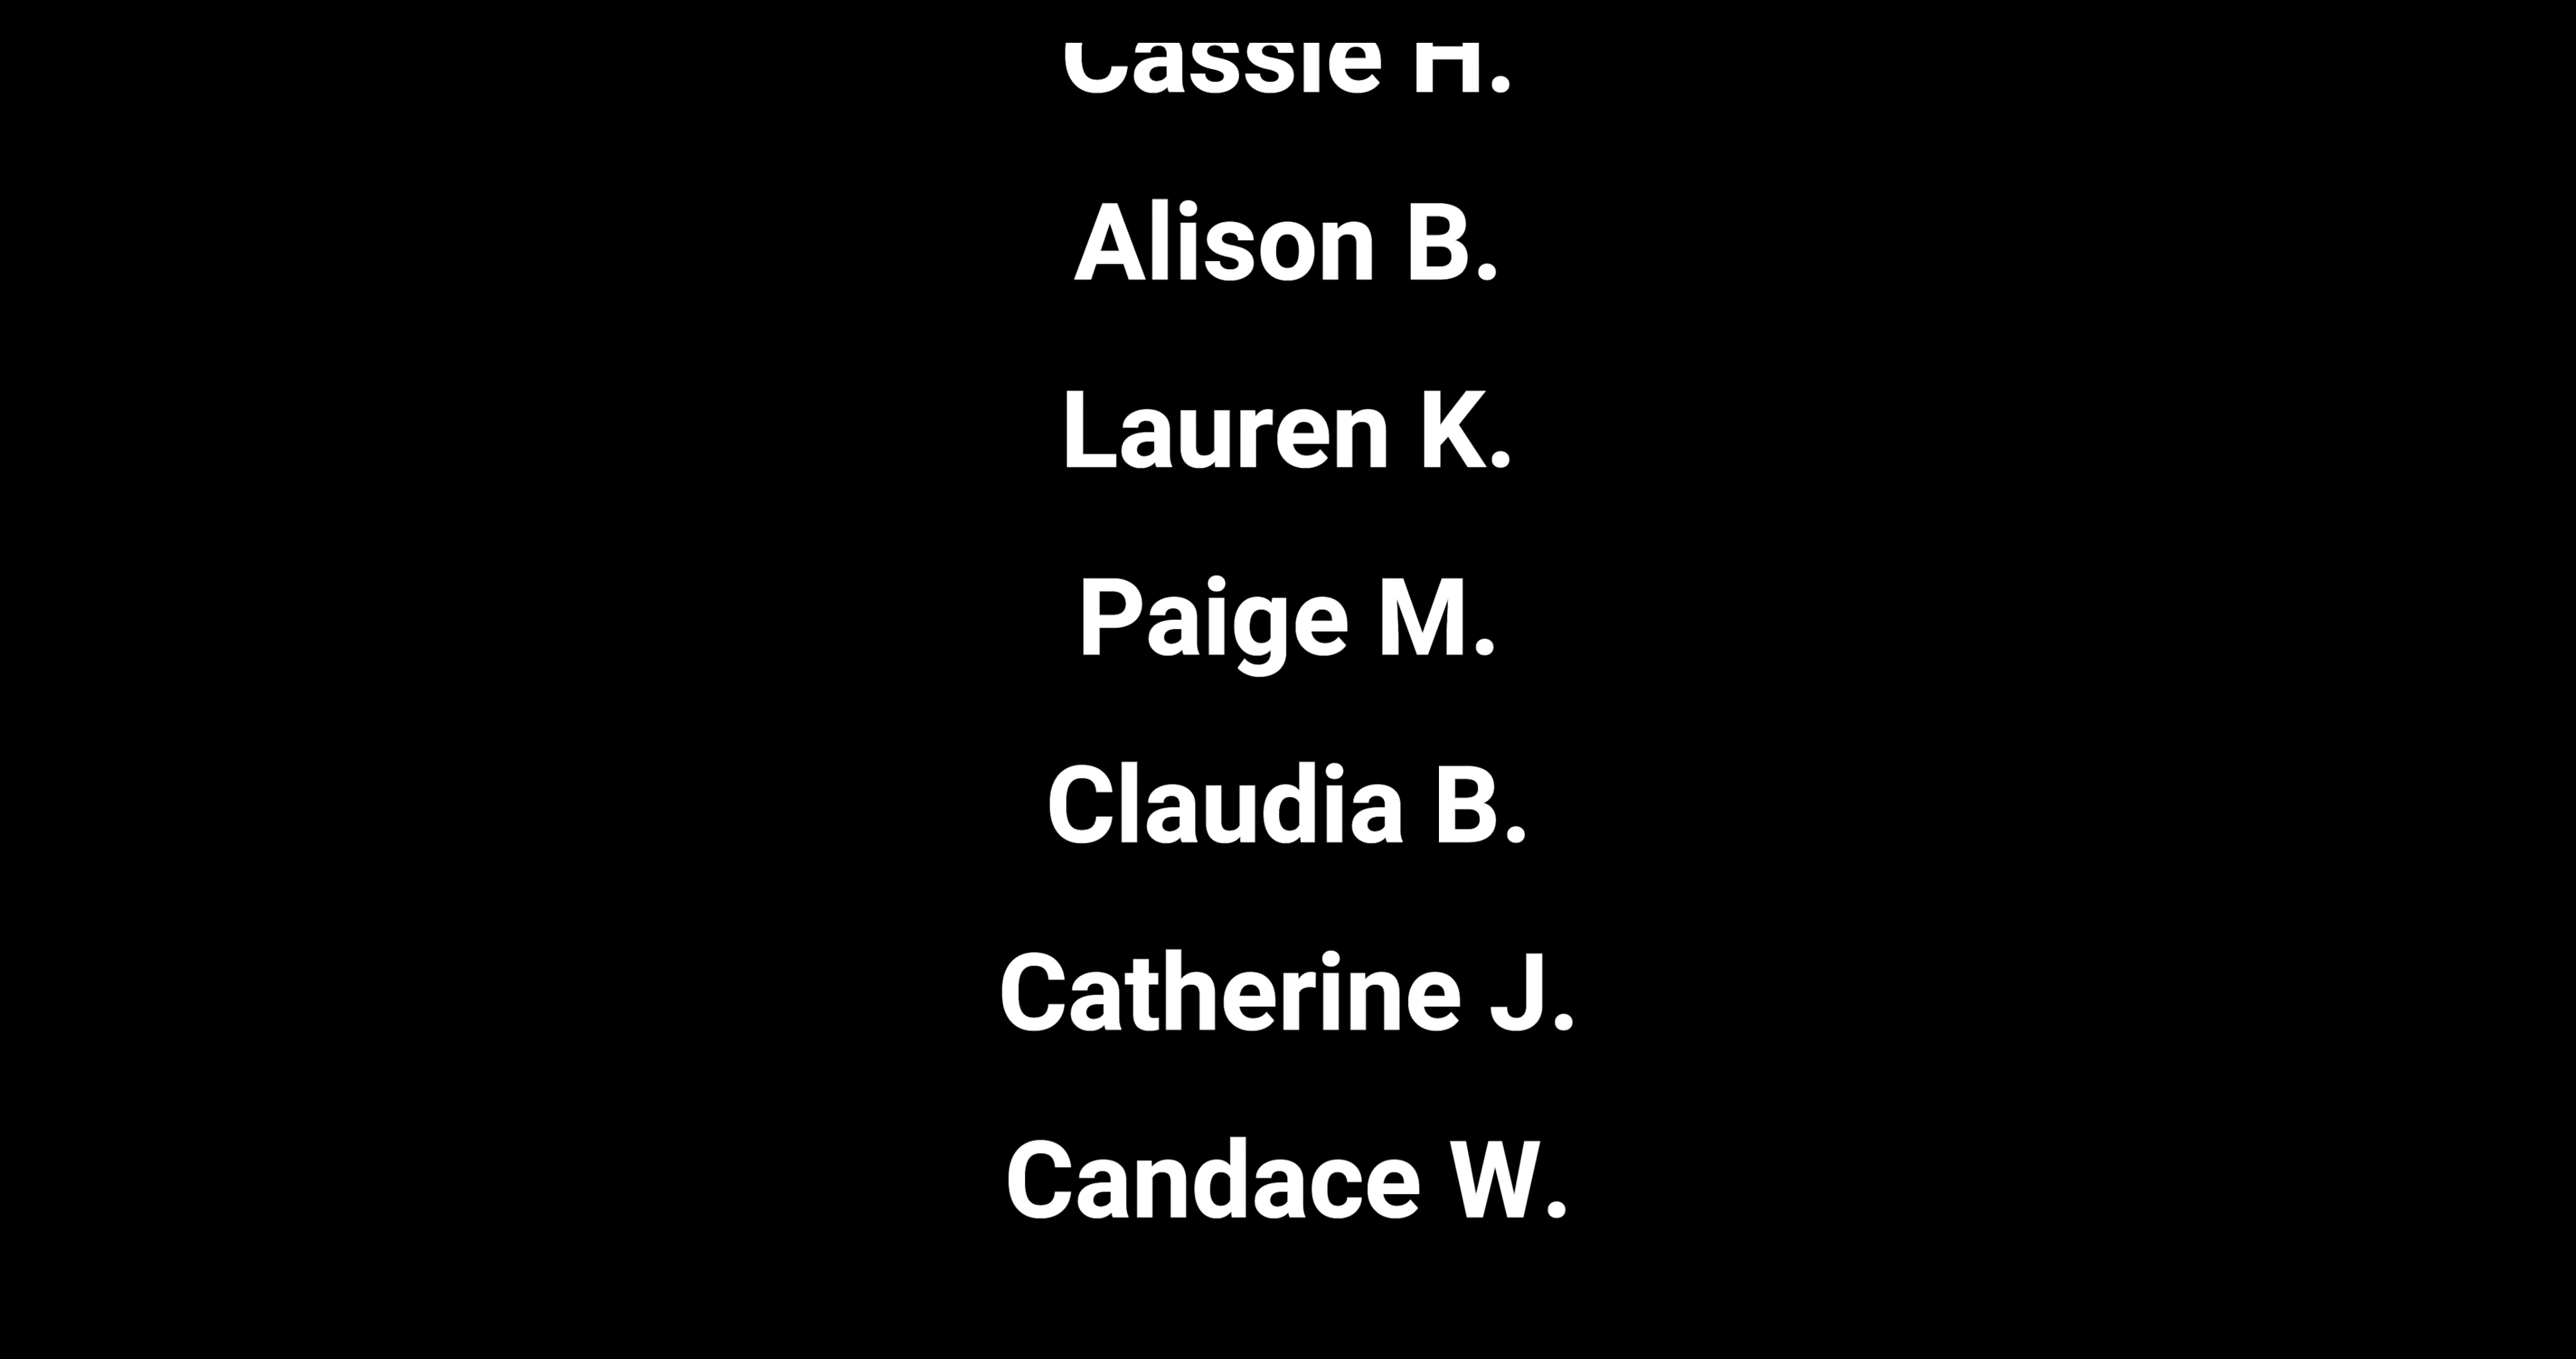 Cassie H.
Alison B.
Lauren K.
Paige M.
Claudia B.
Catherine J.
Candace W.